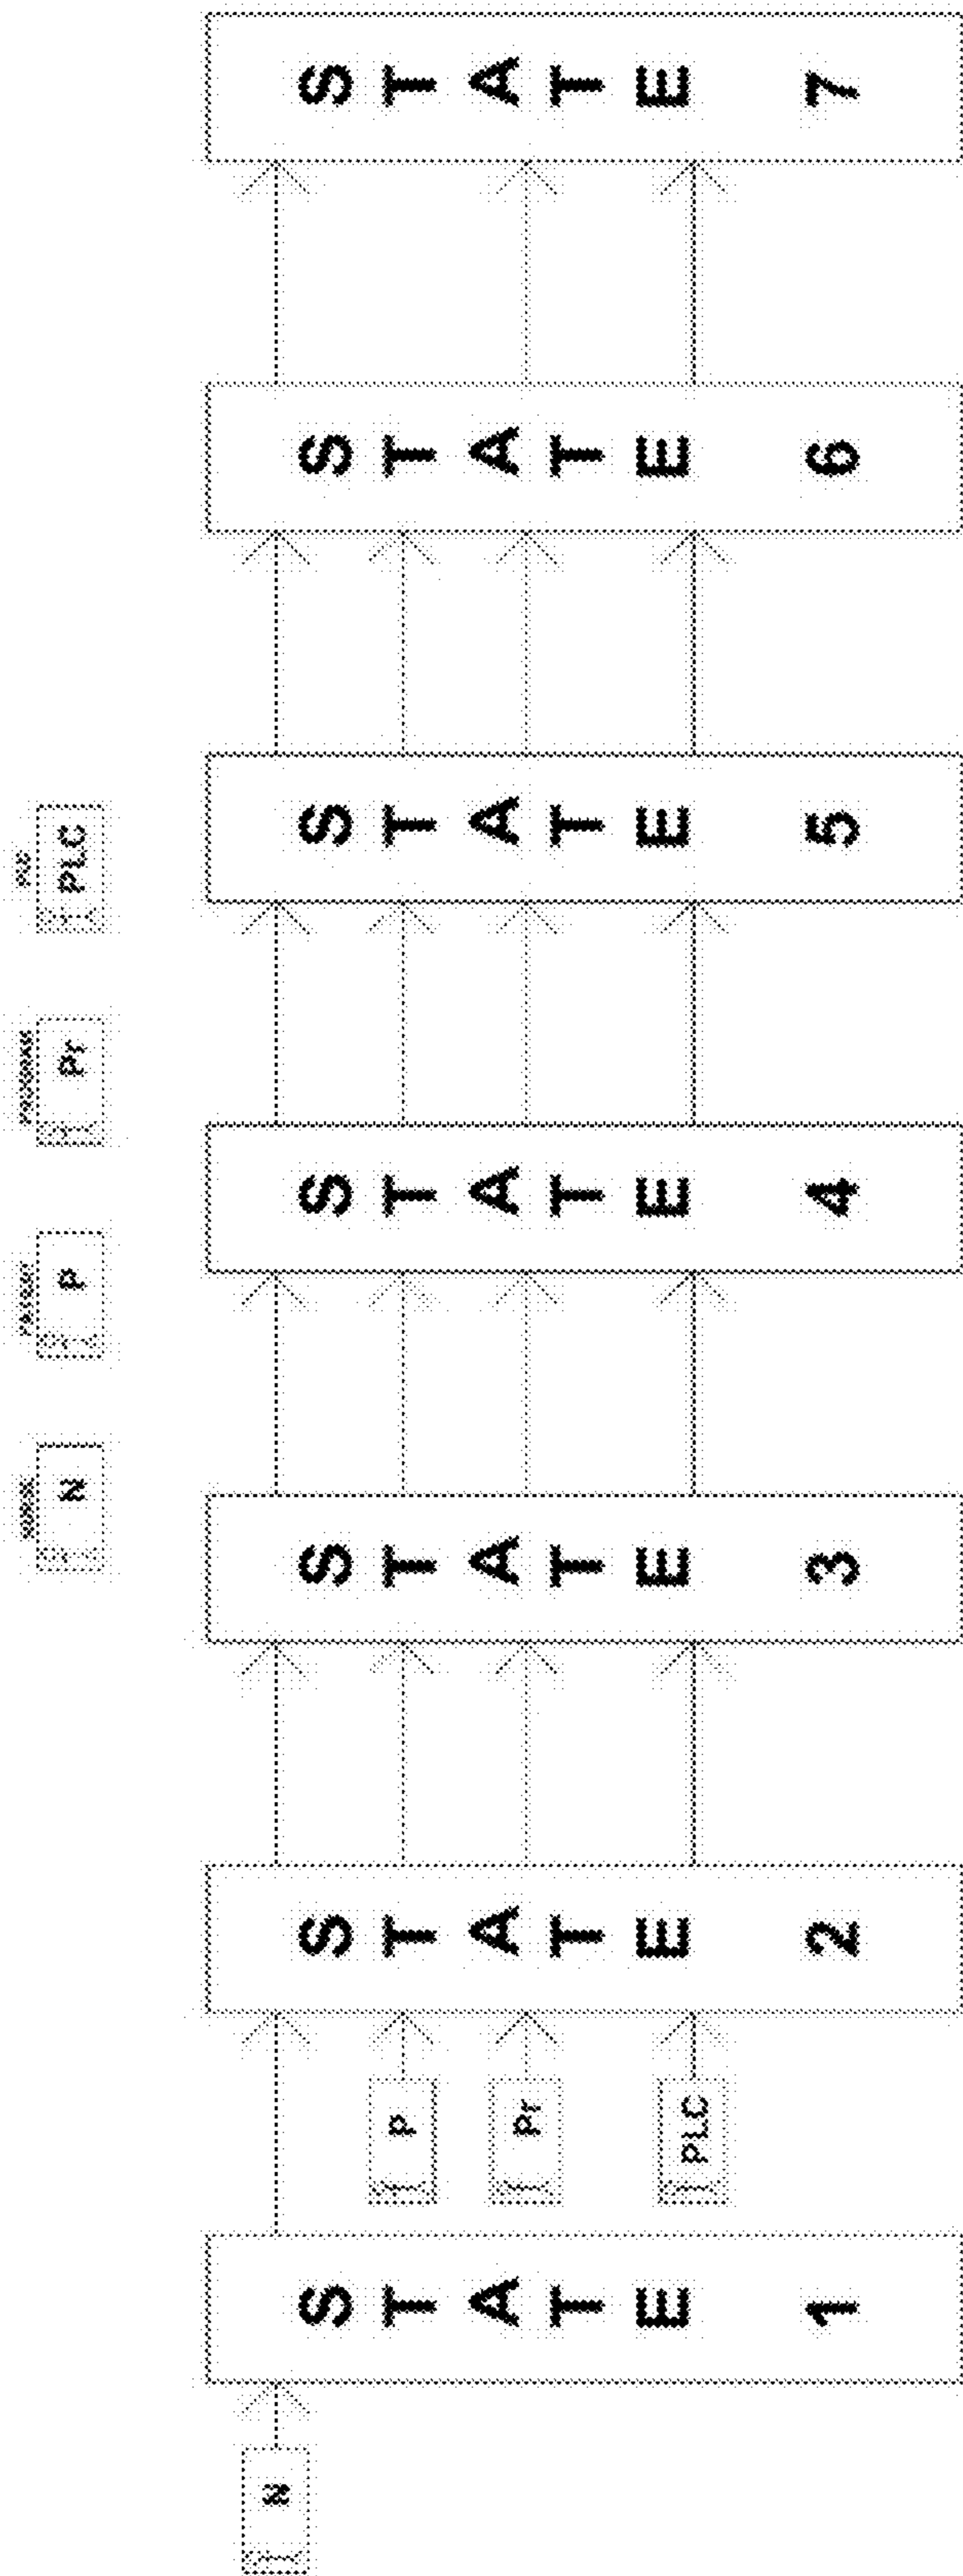 N
P
Pr
PLC
N
STATE 1
P
Pr
PLC
STATE 2
STATE 3
STATE 4
STATE 5
STATE 6
STATE 7